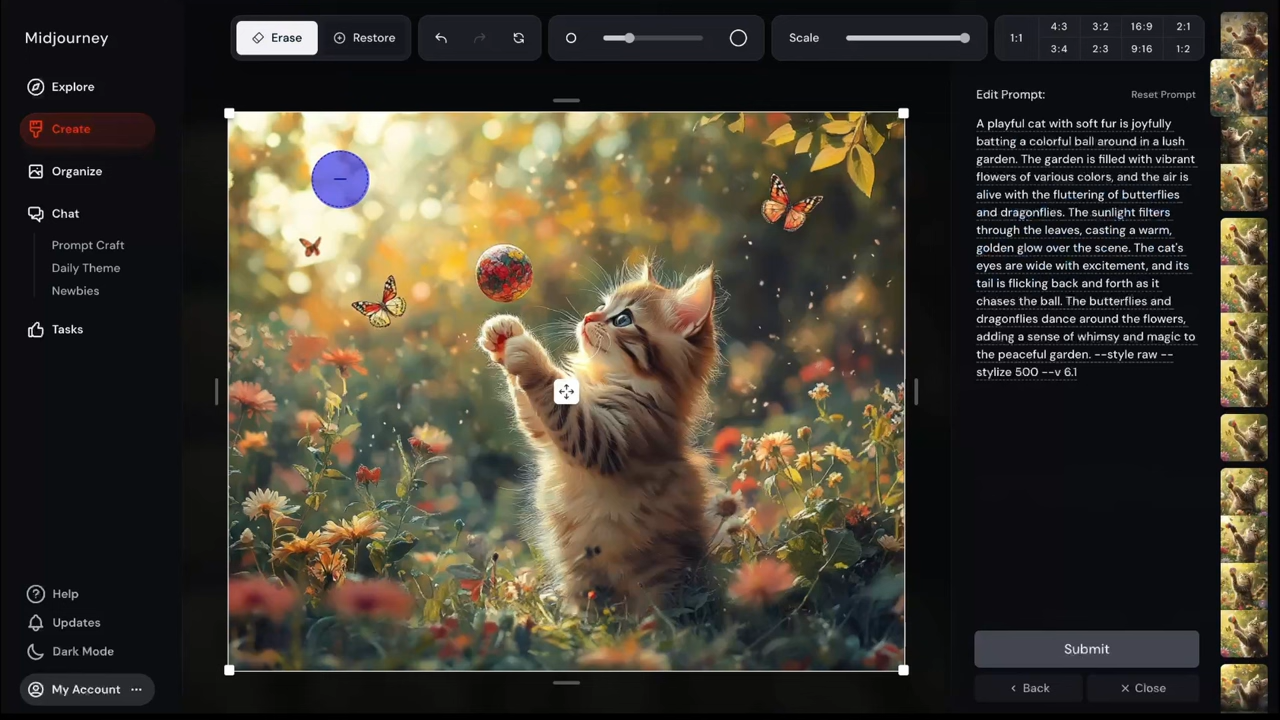 Midjourney
Explore
Create
Organize
Chat
Prompt Craft
Daily Theme
Newbies
Tasks
Help
Updates
Dark Mode
My Account
Erase
Restore
Scale
1:1
4:3 3:2 16:9 2:1
3:4 2:3 9:16 1:2
Edit Prompt:
Reset Prompt
A playful cat with soft fur is joyfully
batting a colorful ball around in a lush
garden. The garden is filled with vibrant
flowers of various colors, and the air is
alive with the fluttering of butterflies
and dragonflies. The sunlight filters
through the leaves, casting a warm,
golden glow over the scene. The cat's
eyes are wide with excitement, and its
tail is flicking back and forth as it
chases the ball. The butterflies and
dragonflies dance around the flowers,
adding a sense of whimsy and magic to
the peaceful garden. --style raw --
stylize 500 --v 6.1
Submit
Back
Close